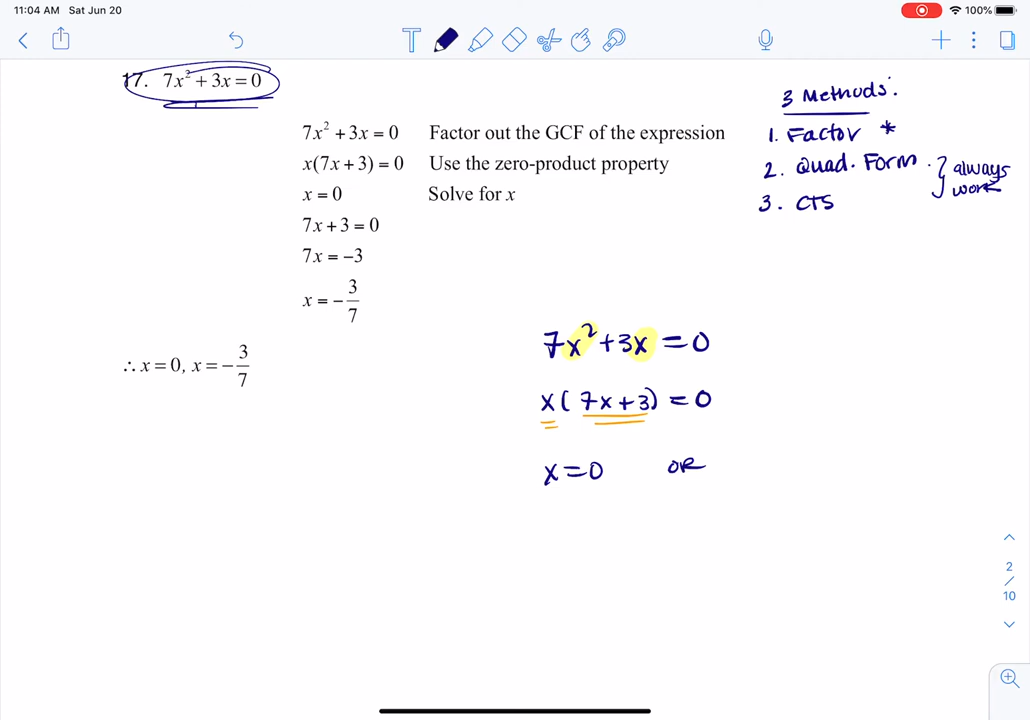 11:04 AM Sat Jun 20
100%
17. 7x² + 3x = 0
7x² + 3x = 0 Factor out the GCF of the expression
x(7x + 3) = 0 Use the zero-product property
x = 0 Solve for x
7x + 3 = 0
7x = −3
x = −3/7
∴ x = 0, x = −3/7
3 Methods:
1. Factor *
2. Quad. Form.
3. CTS
} always
work
7x² + 3x = 0
x( 7x + 3) = 0
x = 0 OR
2
/
10